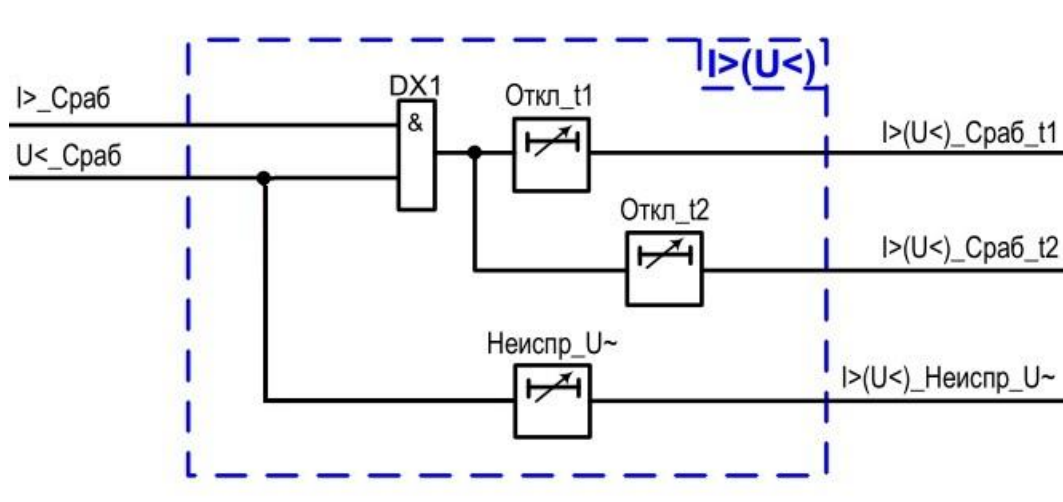 I>(U<)
DX1
Откл_t1
I>_Сраб
&
I>(U<)_Сраб_t1
U<_Сраб
Откл_t2
I>(U<)_Сраб_t2
Неиспр_U~
I>(U<)_Неиспр_U~